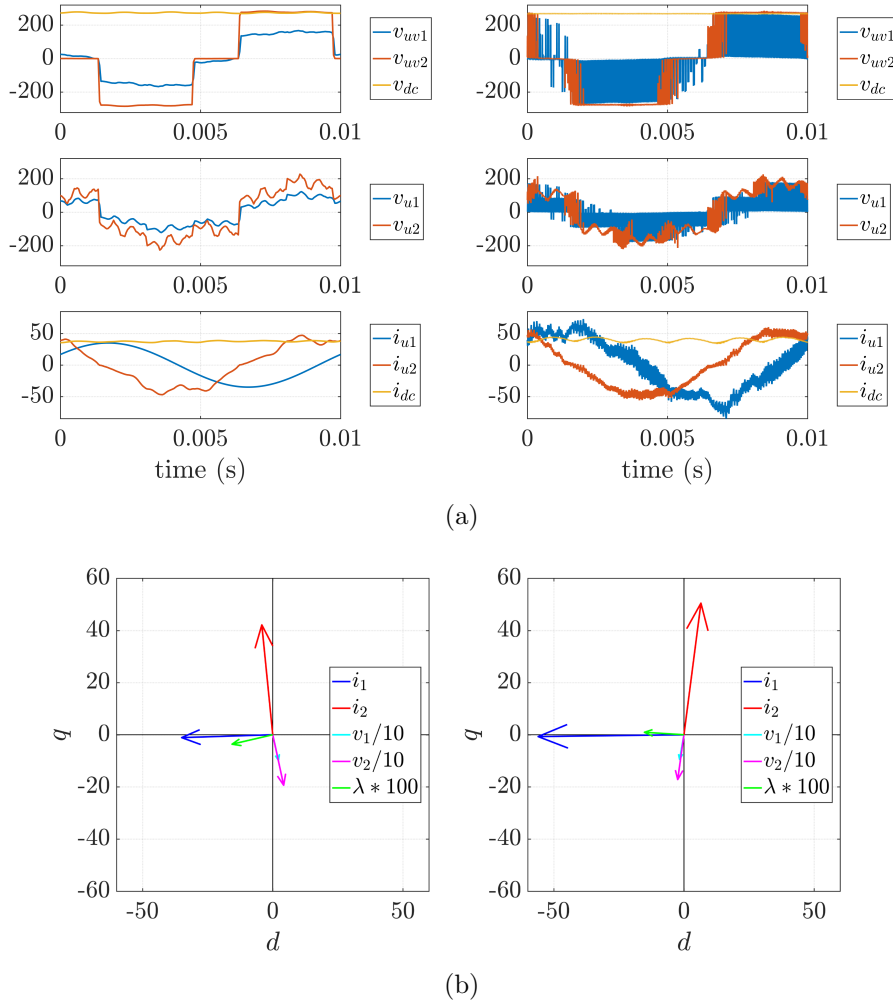 200
0
-200
0
0.005
0.01
v_{uv1}
v_{uv2}
v_{dc}
200
0
-200
0
0.005
0.01
v_{uv1}
v_{uv2}
v_{dc}
200
0
-200
0
0.005
0.01
v_{u1}
v_{u2}
200
0
-200
0
0.005
0.01
v_{u1}
v_{u2}
50
0
-50
0
0.005
0.01
time (s)
i_{u1}
i_{u2}
i_{dc}
50
0
-50
0
0.005
0.01
time (s)
i_{u1}
i_{u2}
i_{dc}
(a)
60
40
20
0
-20
-40
-60
q
-50
0
50
d
i_1
i_2
v_1/10
v_2/10
λ ∗ 100
60
40
20
0
-20
-40
-60
q
-50
0
50
d
i_1
i_2
v_1/10
v_2/10
λ ∗ 100
(b)